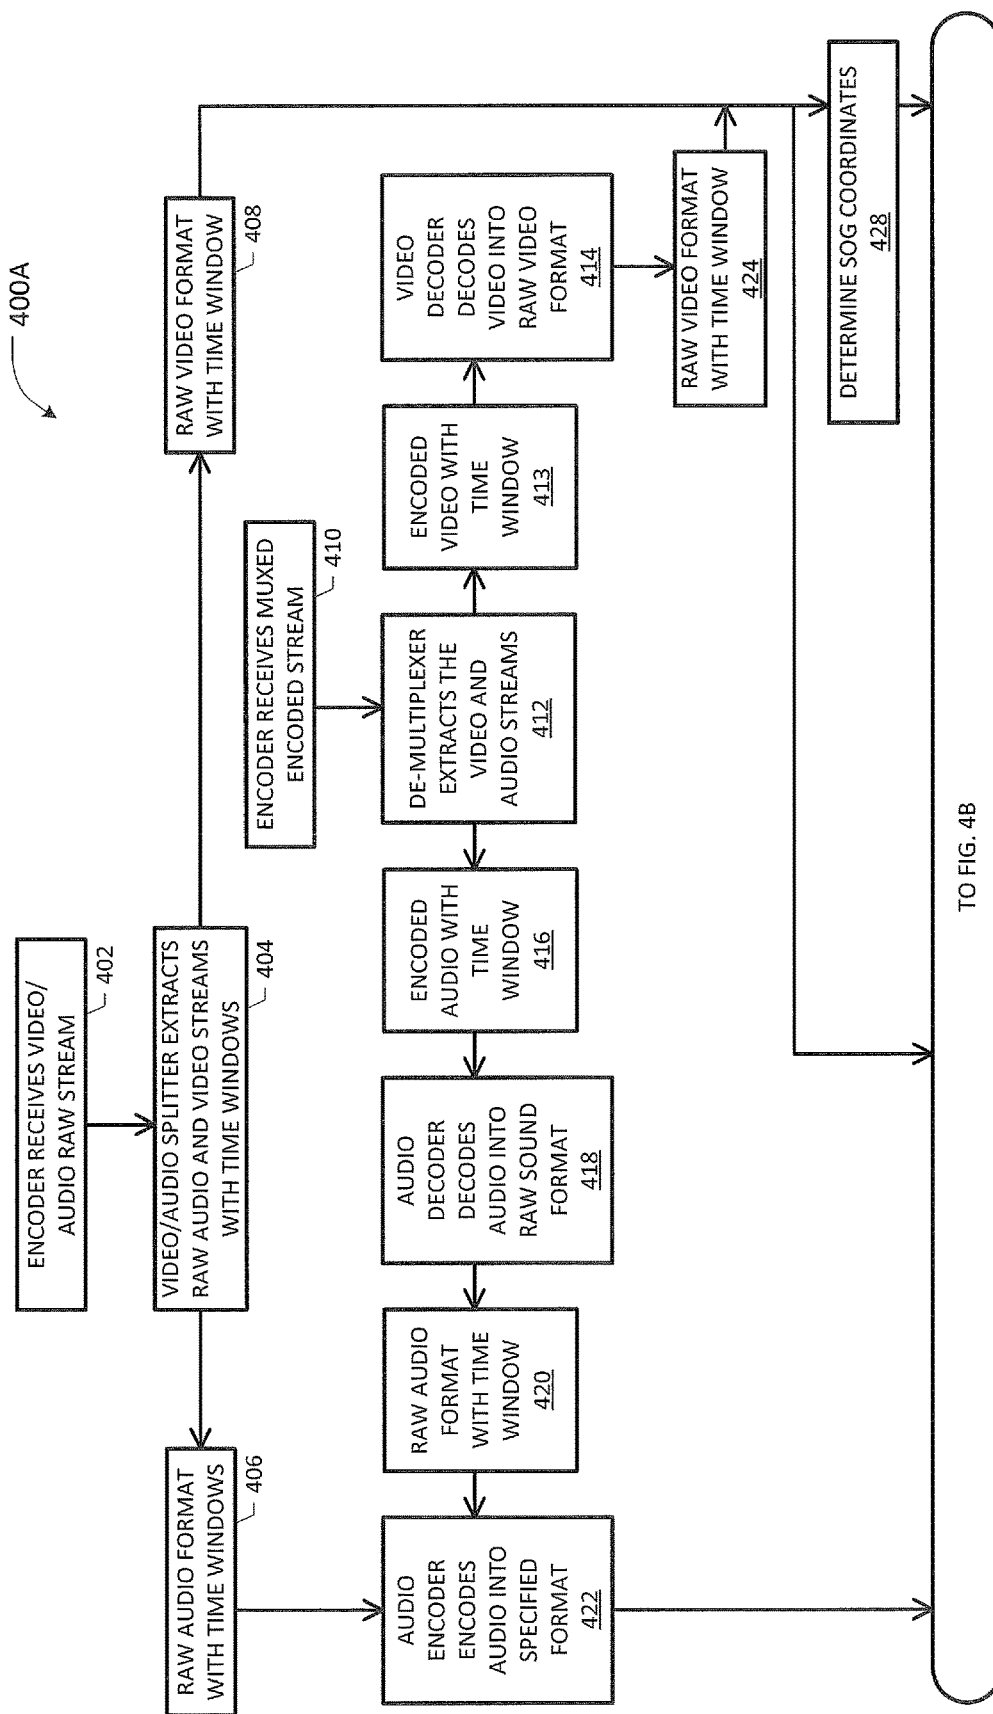 400A
ENCODER RECEIVES VIDEO/
AUDIO RAW STREAM
402
VIDEO/AUDIO SPLITTER EXTRACTS
RAW AUDIO AND VIDEO STREAMS
WITH TIME WINDOWS
404
RAW AUDIO FORMAT
WITH TIME WINDOWS
406
RAW VIDEO FORMAT
WITH TIME WINDOW
408
ENCODER RECEIVES MUXED
ENCODED STREAM
410
AUDIO
ENCODER
ENCODES
AUDIO INTO
SPECIFIED
FORMAT
422
RAW AUDIO
FORMAT
WITH TIME
WINDOW
420
AUDIO
DECODER
DECODES
AUDIO INTO
RAW SOUND
FORMAT
418
ENCODED
AUDIO WITH
TIME
WINDOW
416
DE-MULTIPLEXER
EXTRACTS THE
VIDEO AND
AUDIO STREAMS
412
ENCODED
VIDEO WITH
TIME
WINDOW
413
VIDEO
DECODER
DECODES
VIDEO INTO
RAW VIDEO
FORMAT
414
RAW VIDEO FORMAT
WITH TIME WINDOW
424
DETERMINE SOG COORDINATES
428
TO FIG. 4B